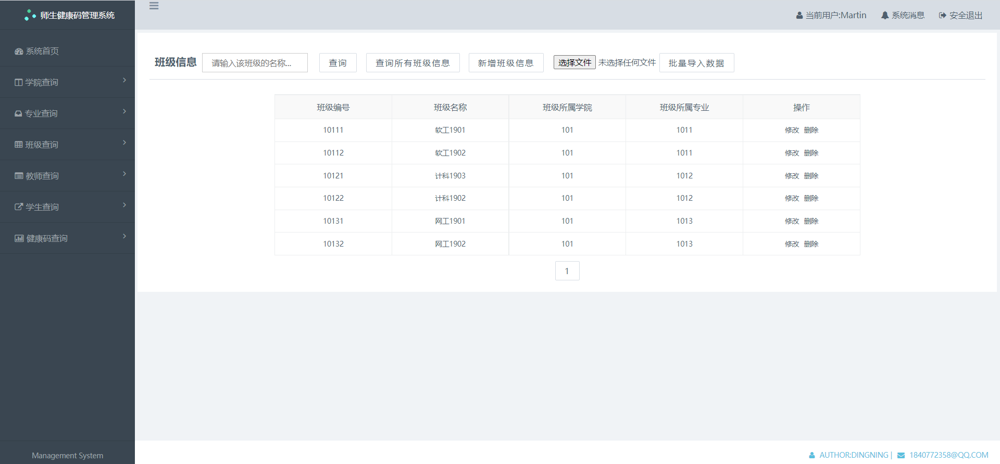 师生健康码管理系统
当前用户:Martin 系统消息 安全退出
系统首页
学院查询
专业查询
班级查询
教师查询
学生查询
健康码查询
Management System
班级信息 请输入该班级的名称... 查询 查询所有班级信息 新增班级信息 选择文件 未选择任何文件 批量导入数据
班级编号 班级名称 班级所属学院 班级所属专业 操作
10111 软工1901 101 1011 修改 删除
10112 软工1902 101 1011 修改 删除
10121 计科1903 101 1012 修改 删除
10122 计科1902 101 1012 修改 删除
10131 网工1901 101 1013 修改 删除
10132 网工1902 101 1013 修改 删除
1
AUTHOR:DINGNING | 1840772358@QQ.COM